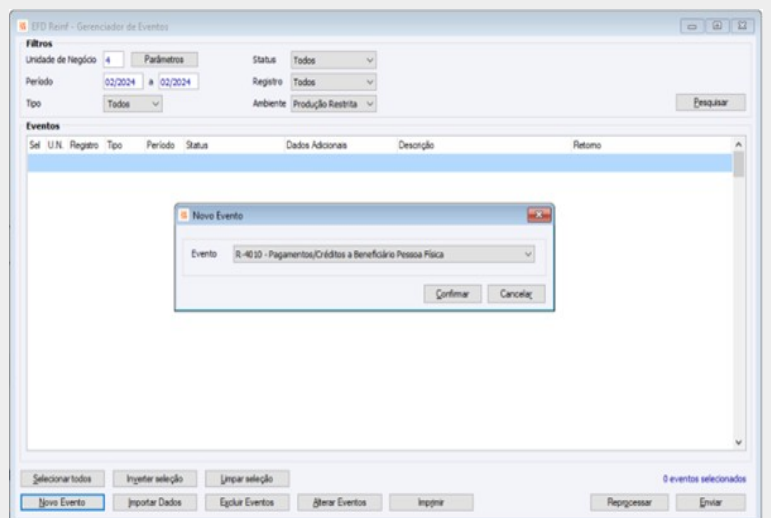 EFD Reinf - Gerenciador de Eventos
Filtros
Unidade de Negócio 4 Parâmetros Status Todos
Período 02/2024 a 02/2024 Registro Todos
Tipo Todos Ambiente Produção Restrita Pesquisar
Eventos
Sel U.N. Registro Tipo Período Status Dados Adicionais Descrição Retorno
Novo Evento
Evento R-4010 - Pagamentos/Créditos a Beneficiário Pessoa Física
Confirmar Cancelar
Selecionar todos Inverter seleção Limpar seleção 0 eventos selecionados
Novo Evento Importar Dados Excluir Eventos Alterar Eventos Imprimir Reprocessar Enviar